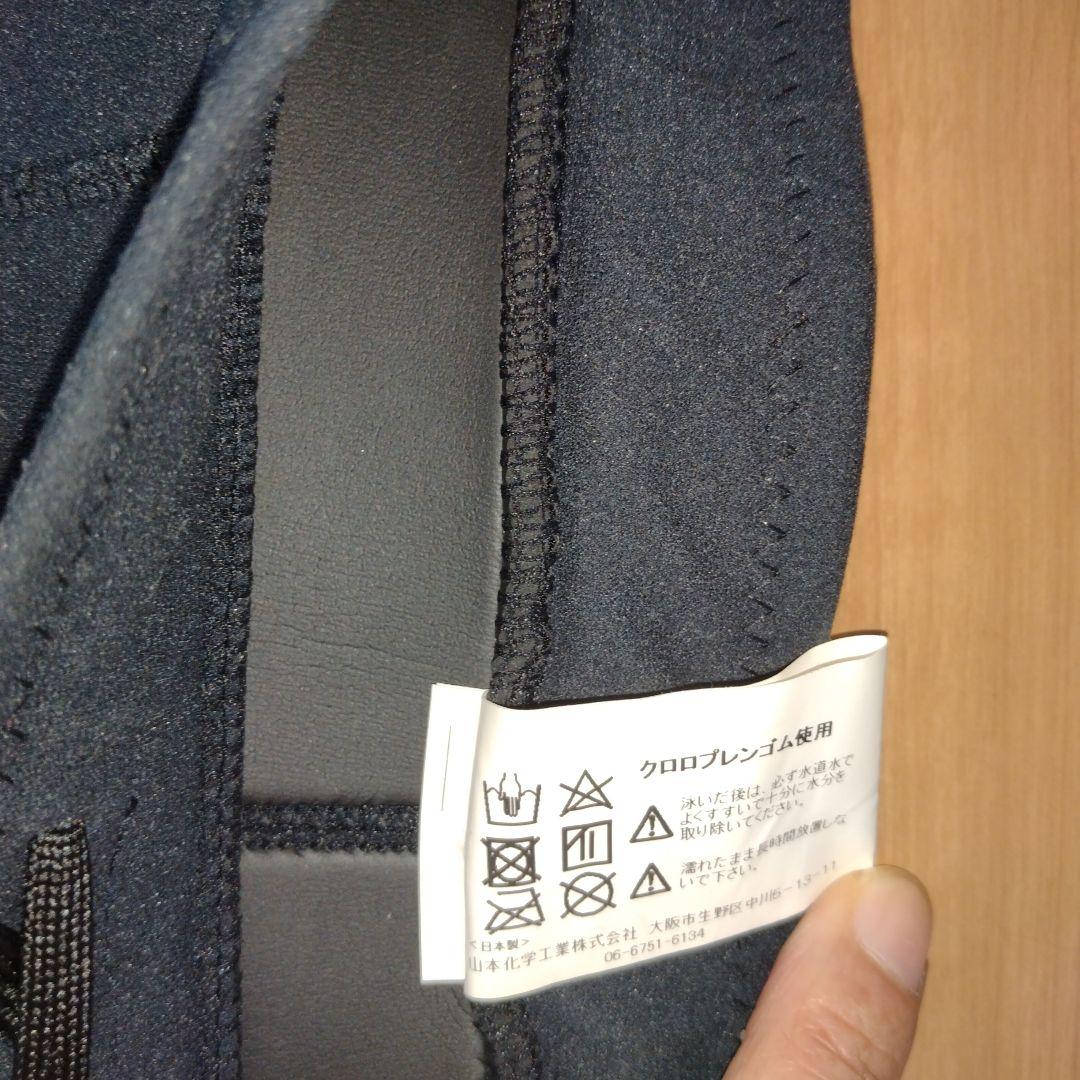 クロロプレンゴム使用
泳いだ後は、必ず水道水で
よくすすいで十分に水分を
取り除いてください。
濡れたまま長時間放置しな
いで下さい。
<日本製>
山本化学工業株式会社 大阪市生野区中川5-13-11
06-6751-6134